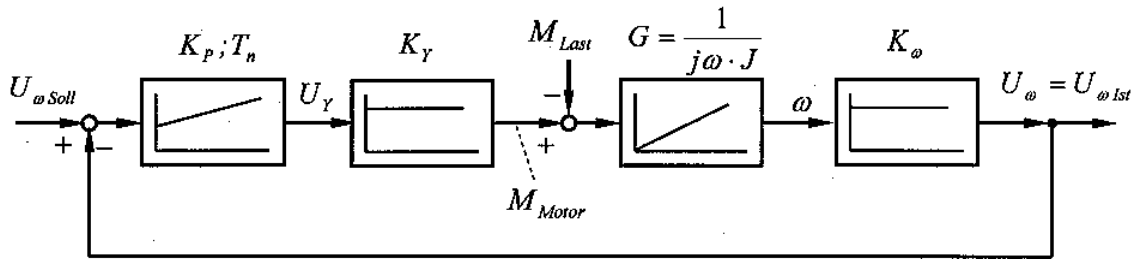 K_P ; T_n
K_Y
M_Last
G = 1 / (jω · J)
K_ω
U_ω Soll
U_Y
ω
U_ω = U_ω Ist
+ −
−
+
M_Motor